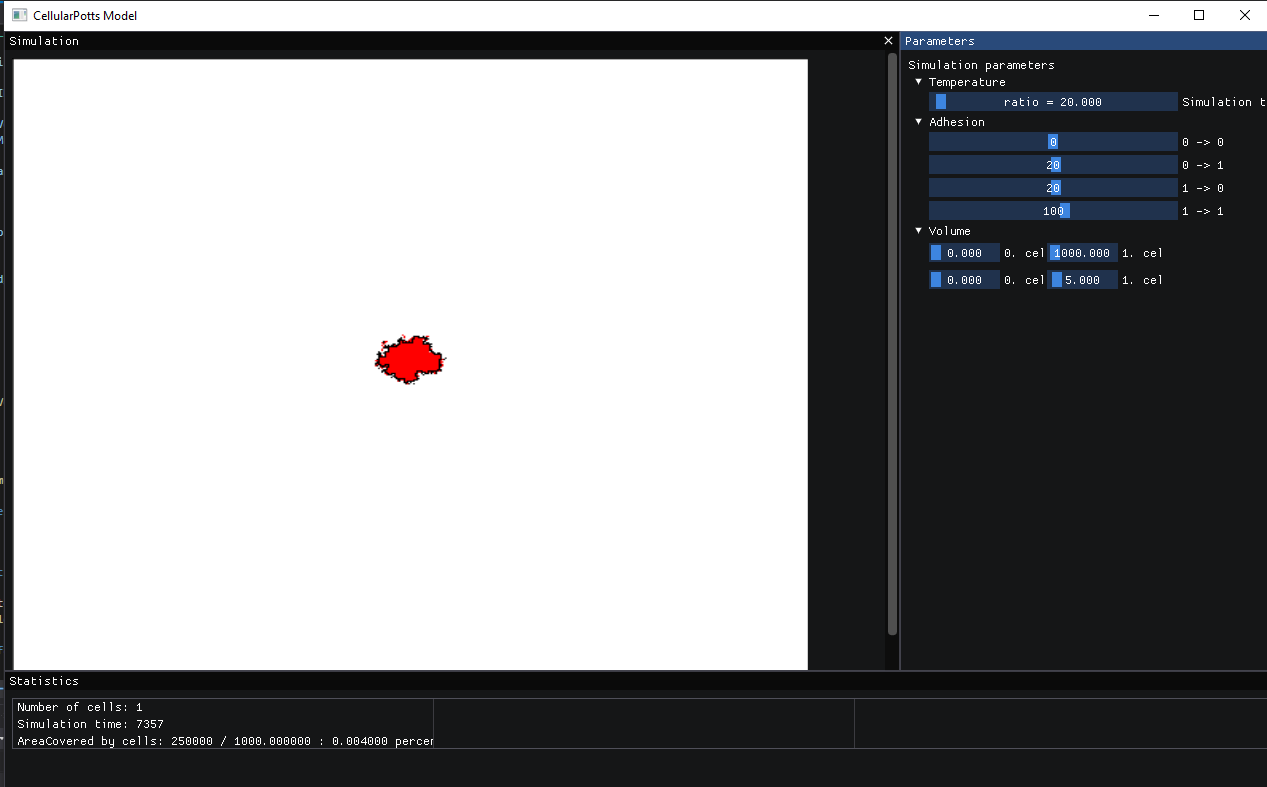 CellularPotts Model
Simulation
Parameters
Simulation parameters
Temperature
ratio = 20.000 Simulation t
Adhesion
0 0 -> 0
20 0 -> 1
20 1 -> 0
100 1 -> 1
Volume
0.000 0. cel 1000.000 1. cel
0.000 0. cel 5.000 1. cel
Statistics
Number of cells: 1
Simulation time: 7357
AreaCovered by cells: 250000 / 1000.000000 : 0.004000 percer